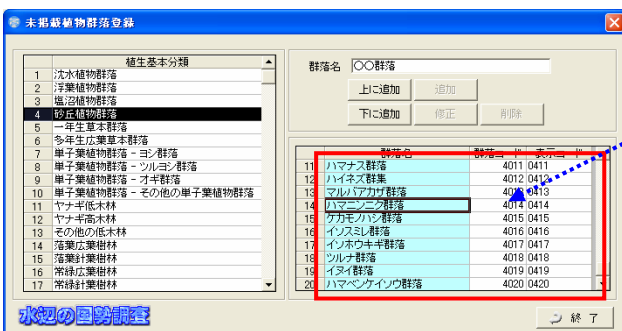 未掲載植物群落登録
植生基本分類
1 沈水植物群落
2 浮葉植物群落
3 塩沼植物群落
4 砂丘植物群落
5 一年生草本群落
6 多年生広葉草本群落
7 単子葉植物群落 - ヨシ群落
8 単子葉植物群落 - ツルヨシ群落
9 単子葉植物群落 - オギ群落
10 単子葉植物群落 - その他の単子葉植物群落
11 ヤナギ低木林
12 ヤナギ高木林
13 その他の低木林
14 落葉広葉樹林
15 落葉針葉樹林
16 常緑広葉樹林
17 常緑針葉樹林
群落名 〇〇群落
上に追加 追加
下に追加 修正 削除
群落名 群落コード 表示コード
11 ハマナス群落 4011 0411
12 ハイネズ群集 4012 0412
13 マルバアカザ群落 4013 0413
14 ハマニンニク群落 4014 0414
15 ケカモノハシ群落 4015 0415
16 イソスミレ群落 4016 0416
17 イソホウキギ群落 4017 0417
18 ツルナ群落 4018 0418
19 イヌイ群落 4019 0419
20 ハマベンケイソウ群落 4020 0420
水辺の国勢調査
終 了